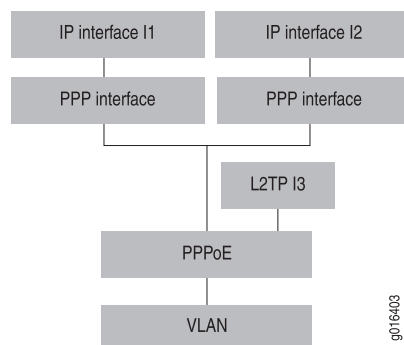 IP interface I1
IP interface I2
PPP interface
PPP interface
L2TP I3
PPPoE
VLAN
g016403